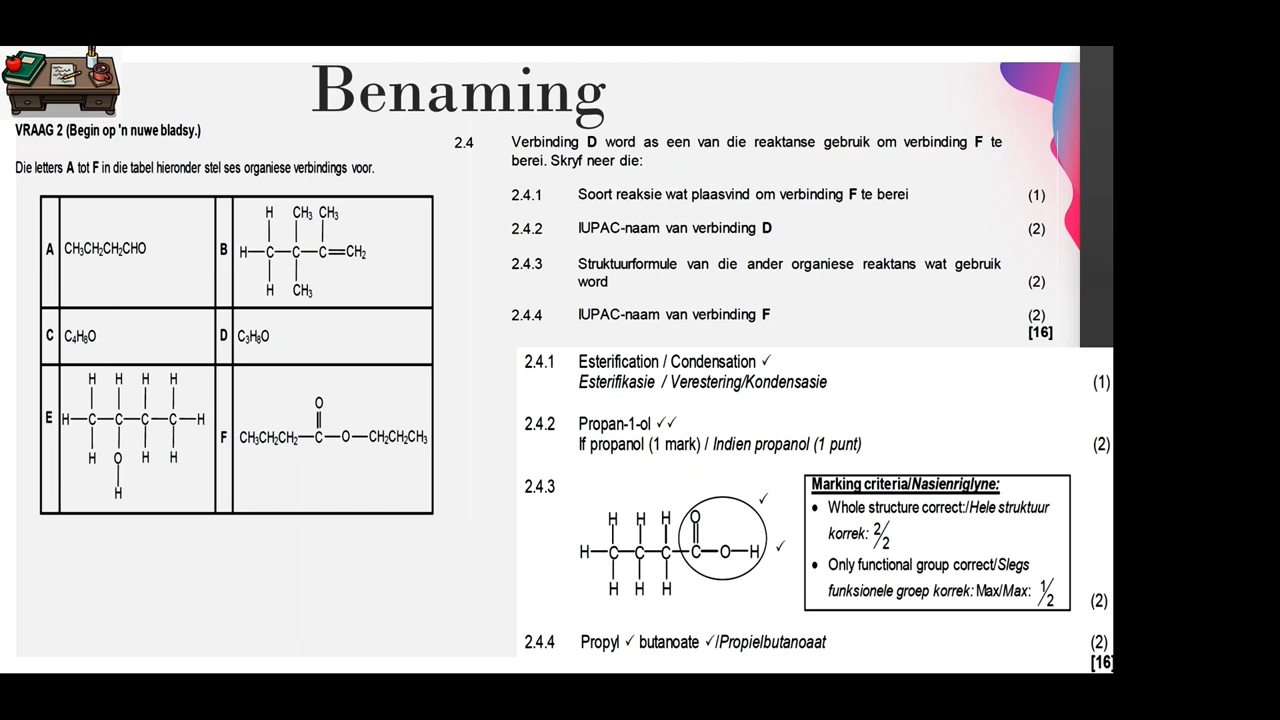 Benaming
VRAAG 2 (Begin op 'n nuwe bladsy.)
Die letters A tot F in die tabel hieronder stel ses organiese verbindings voor.
A CH₃CH₂CH₂CHO
B
H CH₃ CH₃
H—C—C—C=CH₂
H CH₃
C C₄H₈O
D C₃H₈O
E
H H H H
H—C—C—C—C—H
H O H H
H
F
O
CH₃CH₂CH₂—C—O—CH₂CH₂CH₃
2.4 Verbinding D word as een van die reaktanse gebruik om verbinding F te
berei. Skryf neer die:
2.4.1 Soort reaksie wat plaasvind om verbinding F te berei (1)
2.4.2 IUPAC-naam van verbinding D (2)
2.4.3 Struktuurformule van die ander organiese reaktans wat gebruik
word (2)
2.4.4 IUPAC-naam van verbinding F (2)
[16]
2.4.1 Esterification / Condensation ✓
Esterifikasie / Verestering/Kondensasie (1)
2.4.2 Propan-1-ol ✓✓
If propanol (1 mark) / Indien propanol (1 punt) (2)
2.4.3
H H H O ✓
H—C—C—C—C—O—H ✓
H H H
Marking criteria/Nasienriglyne:
• Whole structure correct:/Hele struktuur
korrek: 2/2
• Only functional group correct/Slegs
funksionele groep korrek: Max/Max: 1/2
(2)
2.4.4 Propyl ✓ butanoate ✓/Propielbutanoaat (2)
[16]